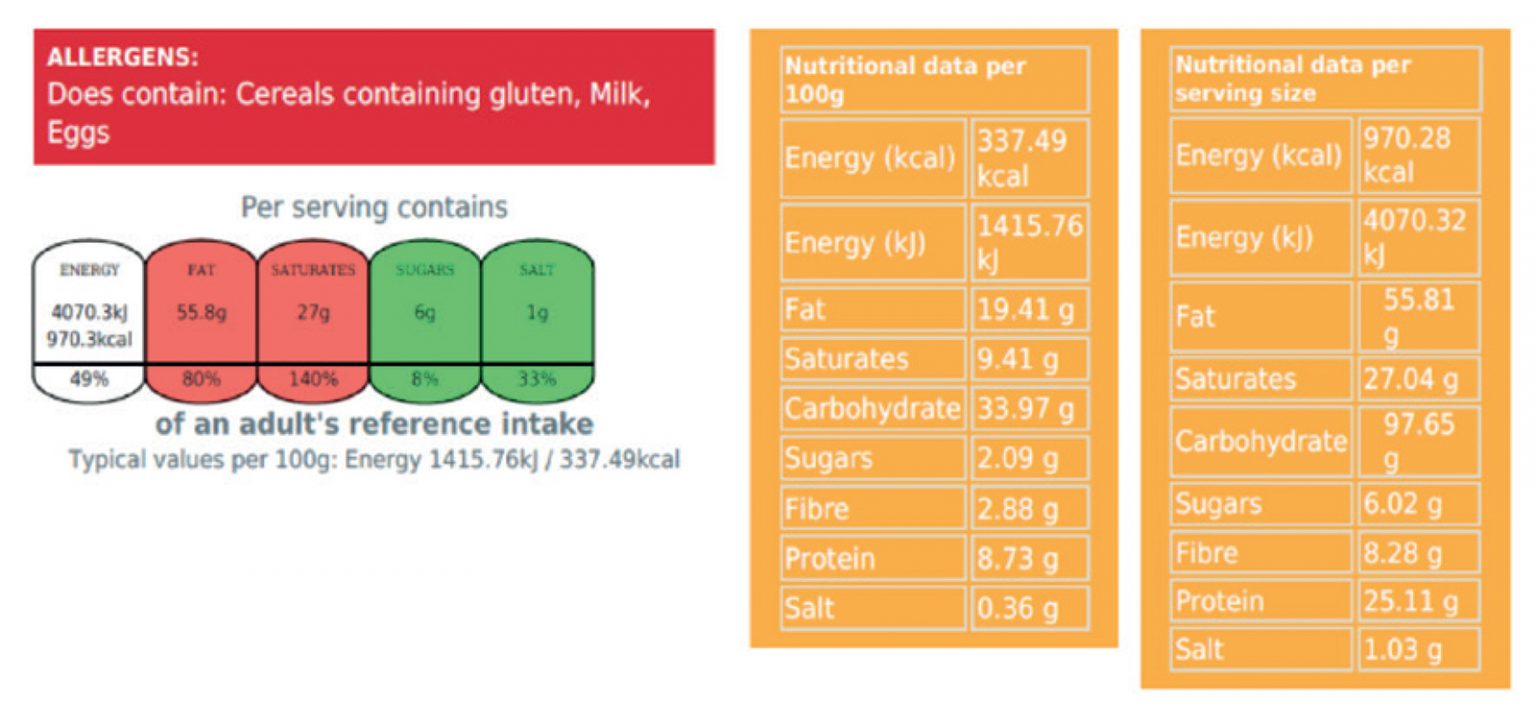 ALLERGENS:
Does contain: Cereals containing gluten, Milk,
Eggs
Per serving contains
ENERGY
4070.3kJ
970.3kcal
49%
FAT
55.8g
80%
SATURATES
27g
140%
SUGARS
6g
8%
SALT
1g
33%
of an adult's reference intake
Typical values per 100g: Energy 1415.76kJ / 337.49kcal
Nutritional data per
100g
Energy (kcal) 337.49
kcal
Energy (kJ) 1415.76
kJ
Fat 19.41 g
Saturates 9.41 g
Carbohydrate 33.97 g
Sugars 2.09 g
Fibre 2.88 g
Protein 8.73 g
Salt 0.36 g
Nutritional data per
serving size
Energy (kcal) 970.28
kcal
Energy (kJ) 4070.32
kJ
Fat 55.81
g
Saturates 27.04 g
Carbohydrate 97.65
g
Sugars 6.02 g
Fibre 8.28 g
Protein 25.11 g
Salt 1.03 g